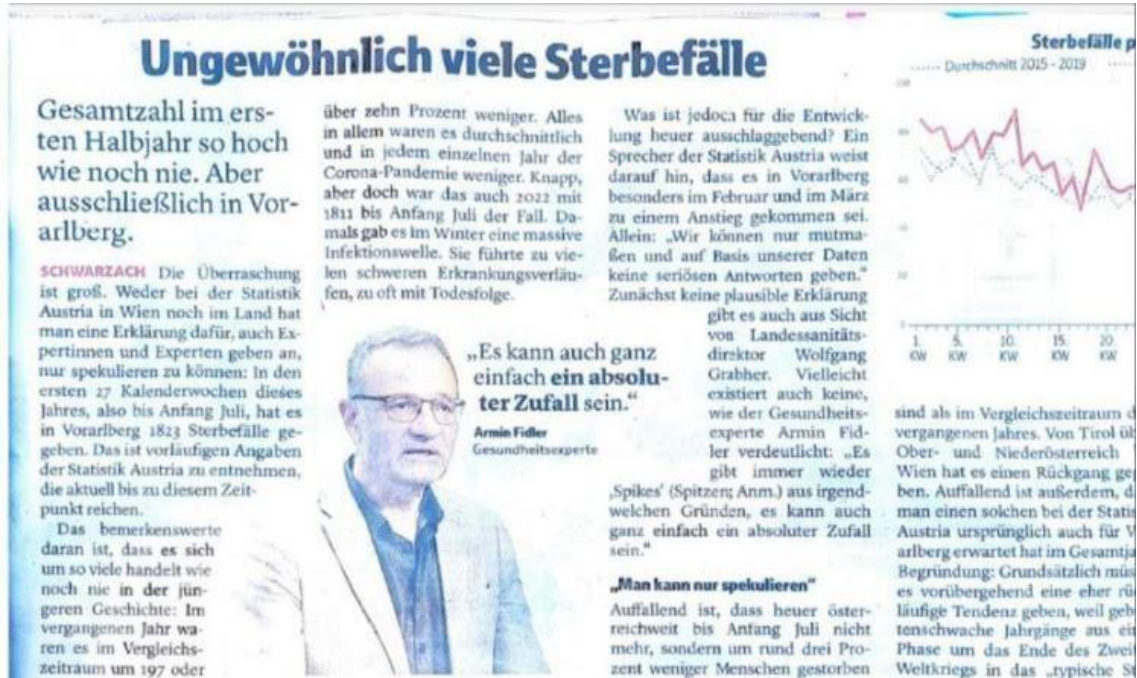 Ungewöhnlich viele Sterbefälle
Gesamtzahl im ers-
ten Halbjahr so hoch
wie noch nie. Aber
ausschließlich in Vor-
arlberg.
SCHWARZACH Die Überraschung
ist groß. Weder bei der Statistik
Austria in Wien noch im Land hat
man eine Erklärung dafür, auch Ex-
pertinnen und Experten geben an,
nur spekulieren zu können: In den
ersten 27 Kalenderwochen dieses
Jahres, also bis Anfang Juli, hat es
in Vorarlberg 1823 Sterbefälle ge-
geben. Das ist vorläufigen Angaben
der Statistik Austria zu entnehmen,
die aktuell bis zu diesem Zeit-
punkt reichen.
Das bemerkenswerte
daran ist, dass es sich
um so viele handelt wie
noch nie in der jün-
geren Geschichte: Im
vergangenen Jahr wa-
ren es im Vergleichs-
zeitraum um 197 oder
über zehn Prozent weniger. Alles
in allem waren es durchschnittlich
und in jedem einzelnen Jahr der
Corona-Pandemie weniger. Knapp,
aber doch war das auch 2022 mit
1811 bis Anfang Juli der Fall. Da-
mals gab es im Winter eine massive
Infektionswelle. Sie führte zu vie-
len schweren Erkrankungsverläu-
fen, zu oft mit Todesfolge.
„Es kann auch ganz
einfach ein absolu-
ter Zufall sein.“
Armin Fidler
Gesundheitsexperte
Was ist jedoca für die Entwick-
lung heuer ausschlaggebend? Ein
Sprecher der Statistik Austria weist
darauf hin, dass es in Vorarlberg
besonders im Februar und im März
zu einem Anstieg gekommen sei.
Allein: „Wir können nur mutma-
ßen und auf Basis unserer Daten
keine seriösen Antworten geben.“
Zunächst keine plausible Erklärung
gibt es auch aus Sicht
von Landessanitäts-
direktor Wolfgang
Grabher. Vielleicht
existiert auch keine,
wie der Gesundheits-
experte Armin Fid-
ler verdeutlicht: „Es
gibt immer wieder
‚Spikes‘ (Spitzen; Anm.) aus irgend-
welchen Gründen, es kann auch
ganz einfach ein absoluter Zufall
sein.“
„Man kann nur spekulieren“
Auffallend ist, dass heuer öster-
reichweit bis Anfang Juli nicht
mehr, sondern um rund drei Pro-
zent weniger Menschen gestorben
Sterbefälle p
Durchschnitt 2015 - 2019
1. 5. 10. 15. 20.
KW KW KW KW KW
sind als im Vergleichszeitraum d
vergangenen Jahres. Von Tirol üb
Ober- und Niederösterreich
Wien hat es einen Rückgang ge
ben. Auffallend ist außerdem, d
man einen solchen bei der Statis
Austria ursprünglich auch für V
arlberg erwartet hat im Gesamtja
Begründung: Grundsätzlich müs
es vorübergehend eine eher rü
läufige Tendenz geben, weil geb
tenschwache Jahrgänge aus ei
Phase um das Ende des Zwei
Weltkriegs in das „typische St